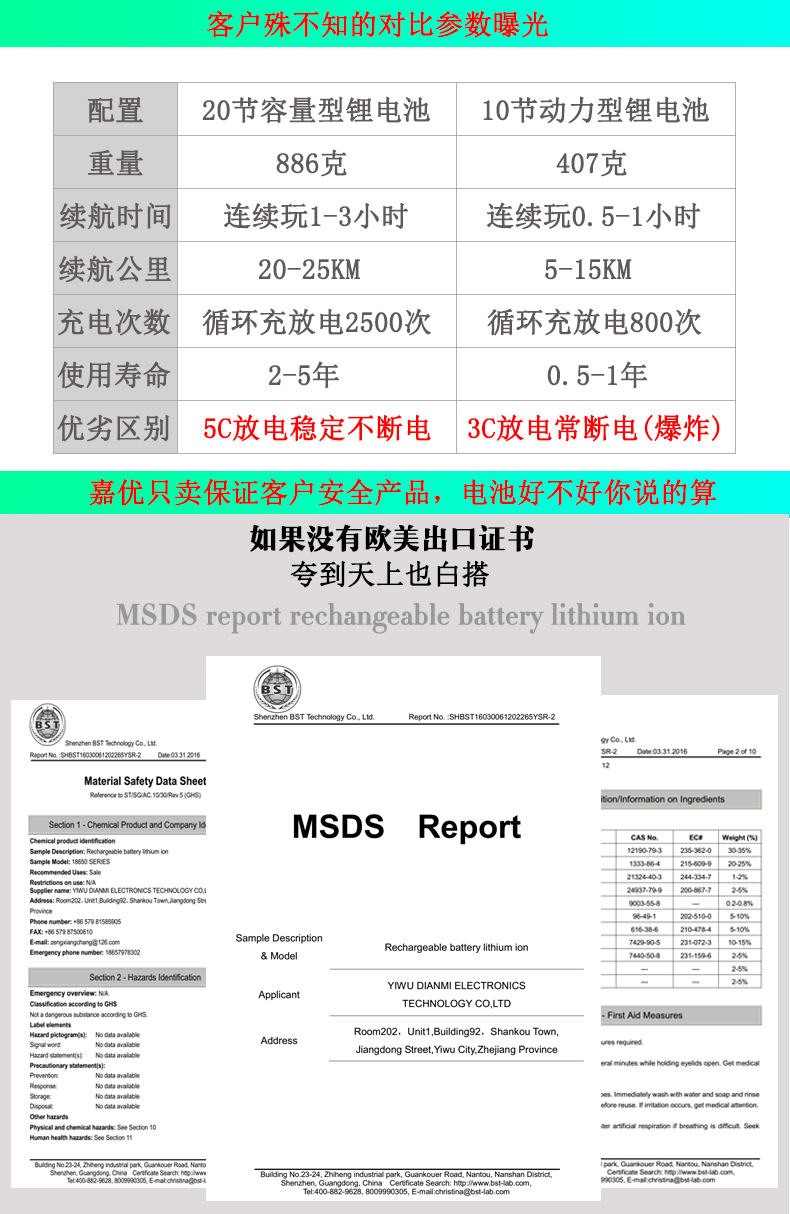 客户殊不知的对比参数曝光
配置 20节容量型锂电池 10节动力型锂电池
重量 886克 407克
续航时间 连续玩1-3小时 连续玩0.5-1小时
续航公里 20-25KM 5-15KM
充电次数 循环充放电2500次 循环充放电800次
使用寿命 2-5年 0.5-1年
优劣区别 5C放电稳定不断电 3C放电常断电(爆炸)
嘉优只卖保证客户安全产品，电池好不好你说的算
如果没有欧美出口证书
夸到天上也白搭
MSDS report rechangeable battery lithium ion
BST
Shenzhen BST Technology Co., Ltd.
Report No. :SHBST16030061202265YSR-2 Date:03.31.2016
Material Safety Data Sheet
Reference to ST/SG/AC.10/30/Rev.5 (GHS)
Section 1 - Chemical Product and Company Id
Chemical product identification
Sample Description: Rechargeable battery lithium ion
Sample Model: 18650 SERIES
Recommended Uses: Sale
Restrictions on use: N/A
Supplier name: YIWU DIANMI ELECTRONICS TECHNOLOGY CO,L
Address: Room202，Unit1,Building92，Shankou Town,Jiangdong Stre
Province
Phone number: +86 579 81585905
FAX: +86 579 87500610
E-mail: zengxiangchang@126.com
Emergency phone number: 18657978302
Section 2 - Hazards Identification
Emergency overview: N/A
Classification according to GHS
Not a dangerous substance according to GHS.
Label elements
Hazard pictogram(s): No data available
Signal word: No data available
Hazard statement(s): No data available
Precautionary statement(s):
Prevention: No data available
Response: No data available
Storage: No data available
Disposal: No data available
Other hazards
Physical and chemical hazards: See Section 10
Human health hazards: See Section 11
Building No.23-24, Zhiheng industrial park, Guankouer Road, Nanto
Shenzhen, Guangdong, China Certificate Search: http://www
Tel:400-882-9628, 8009990305, E-mail:christina@bst-l
BST
Shenzhen BST Technology Co., Ltd. Report No. :SHBST16030061202265YSR-2
MSDS Report
Sample Description
& Model
Rechargeable battery lithium ion
Applicant
YIWU DIANMI ELECTRONICS
TECHNOLOGY CO,LTD
Address
Room202，Unit1,Building92，Shankou Town,
Jiangdong Street,Yiwu City,Zhejiang Province
Building No.23-24, Zhiheng industrial park, Guankouer Road, Nantou, Nanshan District,
Shenzhen, Guangdong, China Certificate Search: http://www.bst-lab.com,
Tel:400-882-9628, 8009990305, E-mail:christina@bst-lab.com
gy Co., Ltd.
SR-2 Date:03.31.2016 Page 2 of 10
12
ition/Information on Ingredients
CAS No. EC# Weight (%)
12190-79-3 235-362-0 30-35%
1333-86-4 215-609-9 20-25%
21324-40-3 244-334-7 1-2%
24937-79-9 200-867-7 2-5%
9003-55-8 --- 0.2-0.8%
96-49-1 202-510-0 5-10%
616-38-6 210-478-4 5-10%
7429-90-5 231-072-3 10-15%
7440-50-8 231-159-6 2-5%
--- --- 2-5%
--- --- 2-5%
- First Aid Measures
ures required.
eral minutes while holding eyelids open. Get medical
oes. Immediately wash with water and soap and rinse
efore reuse. If irritation occurs, get medical attention.
ter artificial respiration if breathing is difficult. Seek
l park, Guankouer Road, Nantou, Nanshan District,
Certificate Search: http://www.bst-lab.com,
990305, E-mail:christina@bst-lab.com